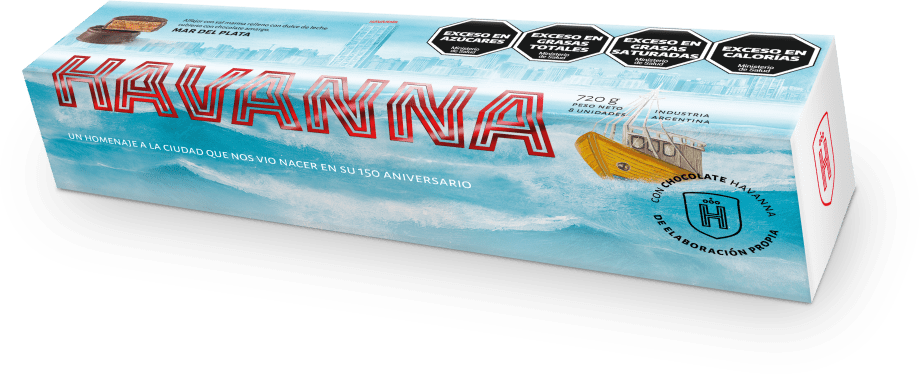 Alfajor con sal marina relleno con dulce de leche,
cubierto con chocolate amargo.
MAR DEL PLATA
HAVANNA
UN HOMENAJE A LA CIUDAD QUE NOS VIO NACER EN SU 150 ANIVERSARIO
EXCESO EN
AZÚCARES
Ministerio
de Salud
EXCESO EN
GRASAS
TOTALES
Ministerio
de Salud
EXCESO EN
GRASAS
SATURADAS
Ministerio
de Salud
EXCESO EN
CALORÍAS
Ministerio
de Salud
720 g
PESO NETO
8 UNIDADES
INDUSTRIA
ARGENTINA
CON CHOCOLATE HAVANNA
H
DE ELABORACIÓN PROPIA
HAVANNA